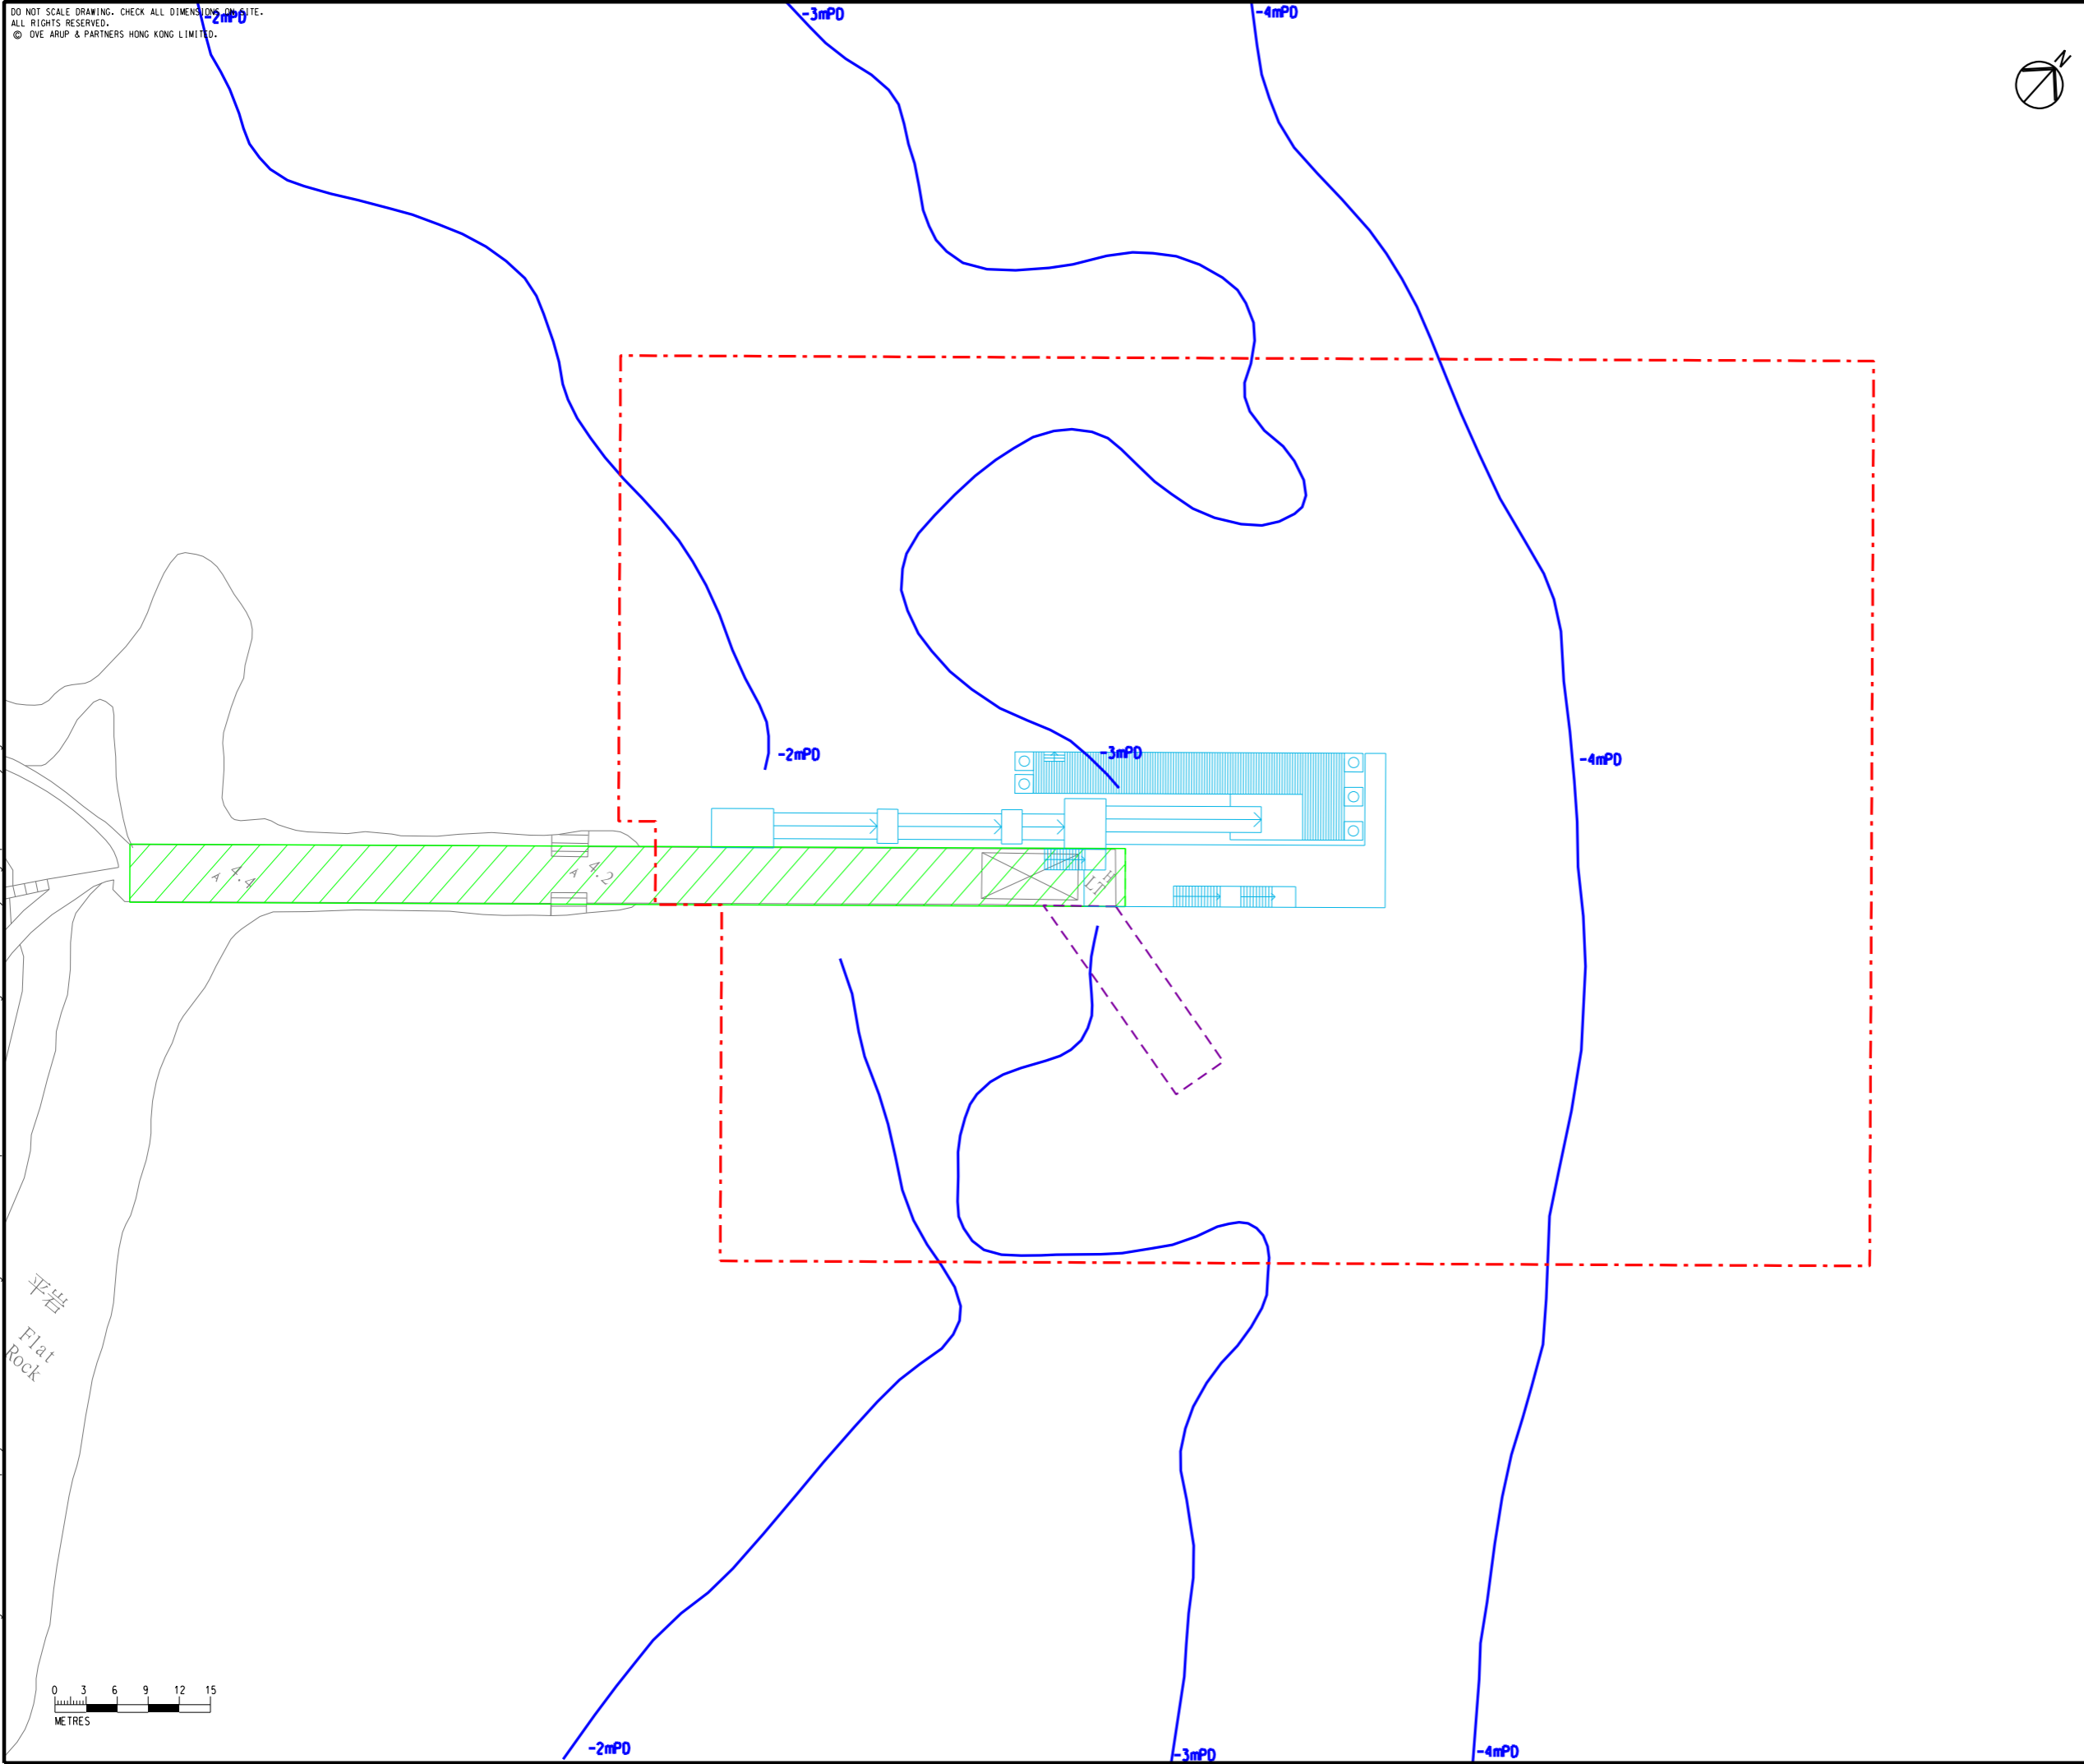 DO NOT SCALE DRAWING. CHECK ALL DIMENSIONS ON SITE.
ALL RIGHTS RESERVED.
© OVE ARUP & PARTNERS HONG KONG LIMITED.
-2mPD
-3mPD
-4mPD
N
-2mPD
-3mPD
-4mPD
4.4
4.2
LT H
平岩
Flat
Rock
0 3 6 9 12 15
METRES
-2mPD
-3mPD
-4mPD